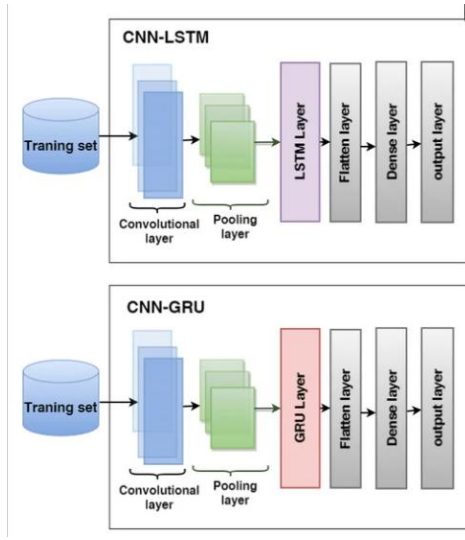 CNN-LSTM
Traning set
LSTM Layer
Flatten layer
Dense layer
output layer
Convolutional
layer
Pooling
layer
CNN-GRU
Traning set
GRU Layer
Flatten layer
Dense layer
output layer
Convolutional
layer
Pooling
layer